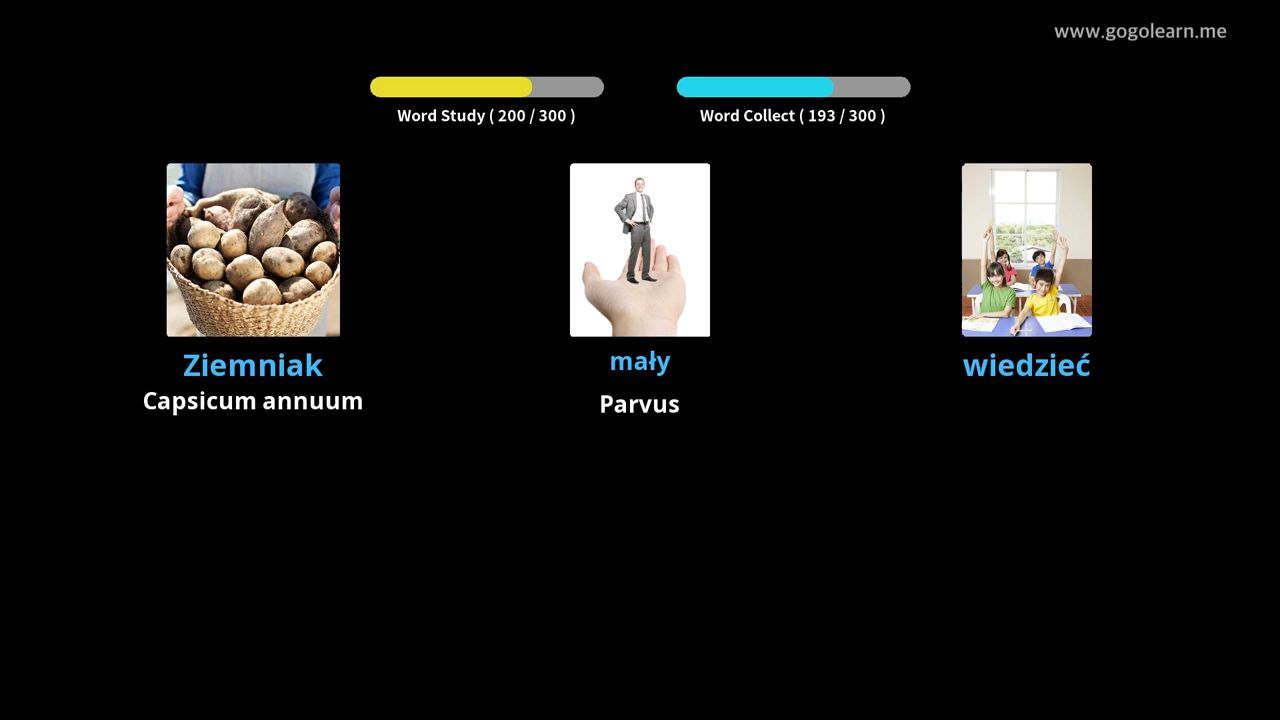 www.gogolearn.me
Word Study ( 200 / 300 )
Word Collect ( 193 / 300 )
Ziemniak
mały
wiedzieć
Capsicum annuum
Parvus